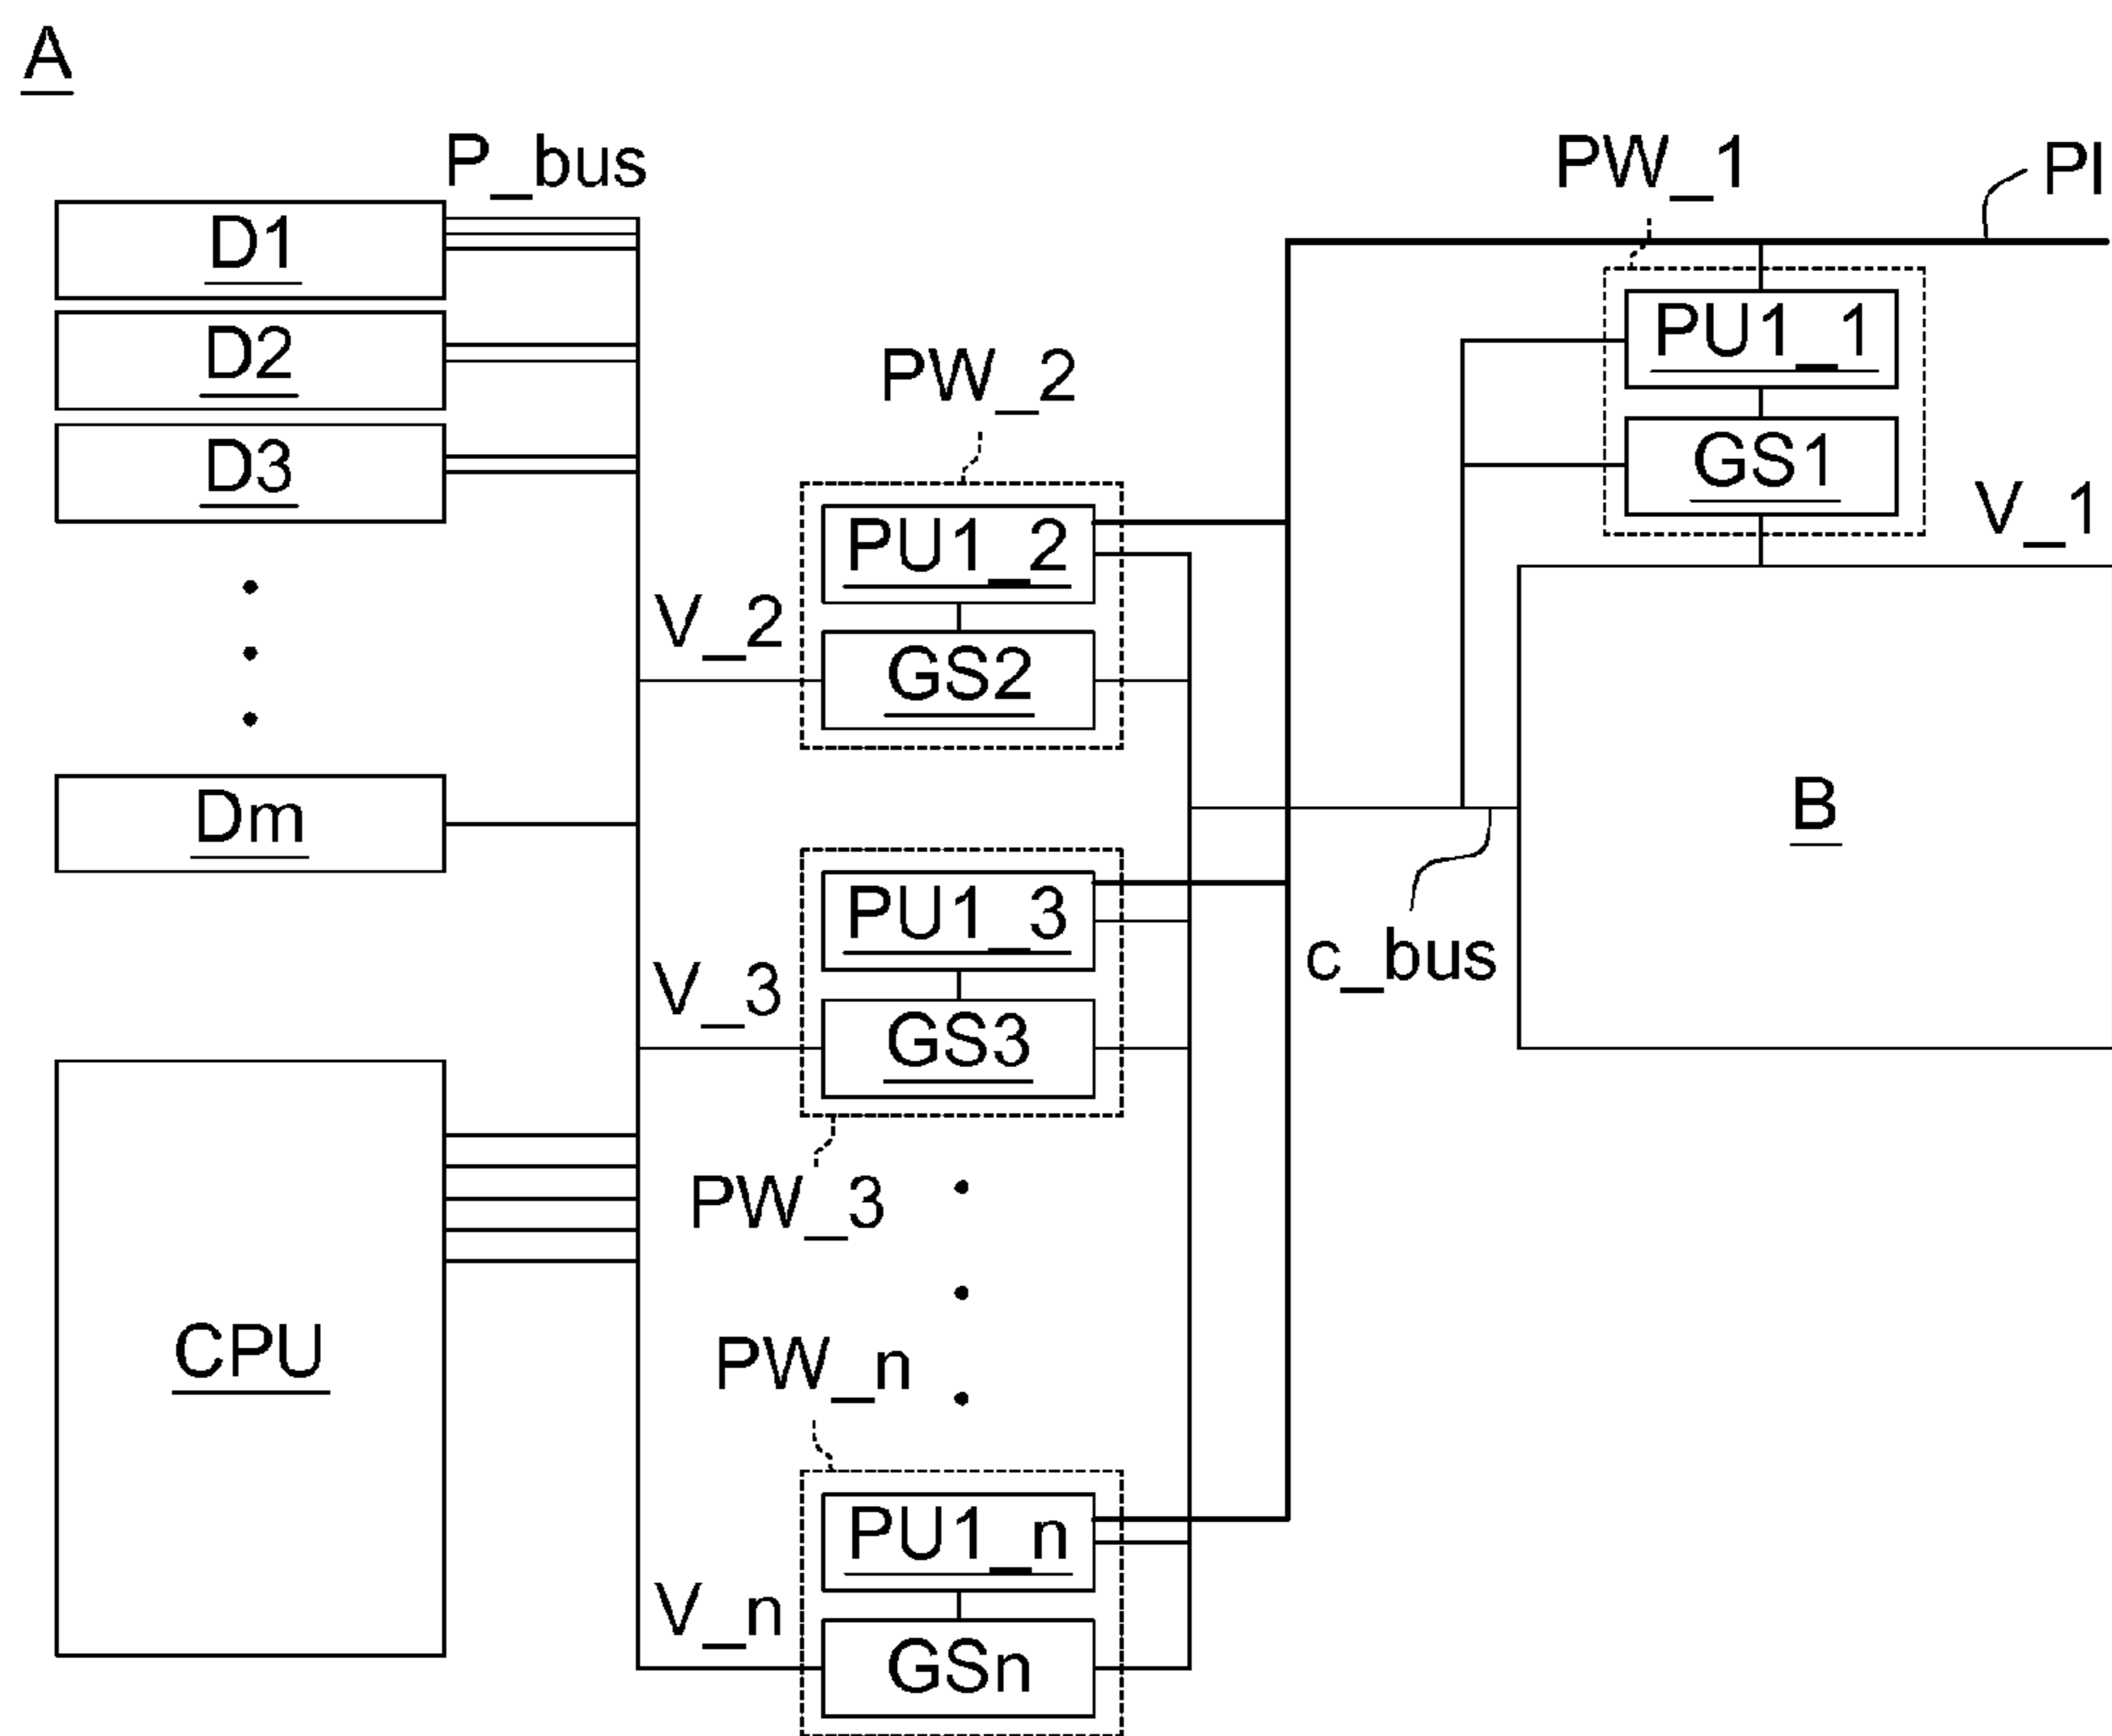 A
P_bus
PW_1
PI
D1
D2
D3
Dm
CPU
PW_2
PU1_2
GS2
V_2
PU1_1
GS1
V_1
B
c_bus
PU1_3
GS3
V_3
PW_3
PW_n
PU1_n
GSn
V_n